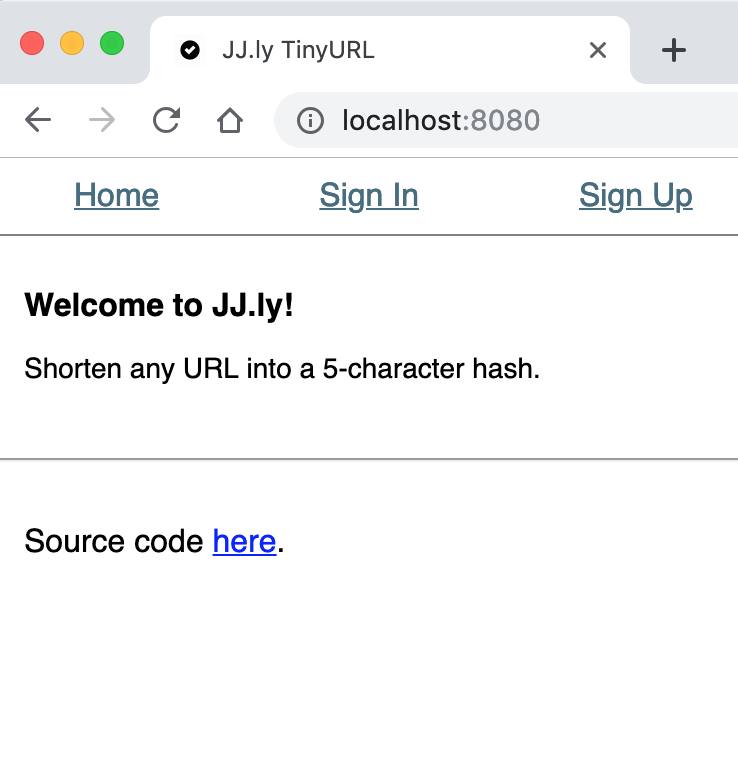 JJ.ly TinyURL
localhost:8080
Home Sign In Sign Up
Welcome to JJ.ly!
Shorten any URL into a 5-character hash.
Source code here.